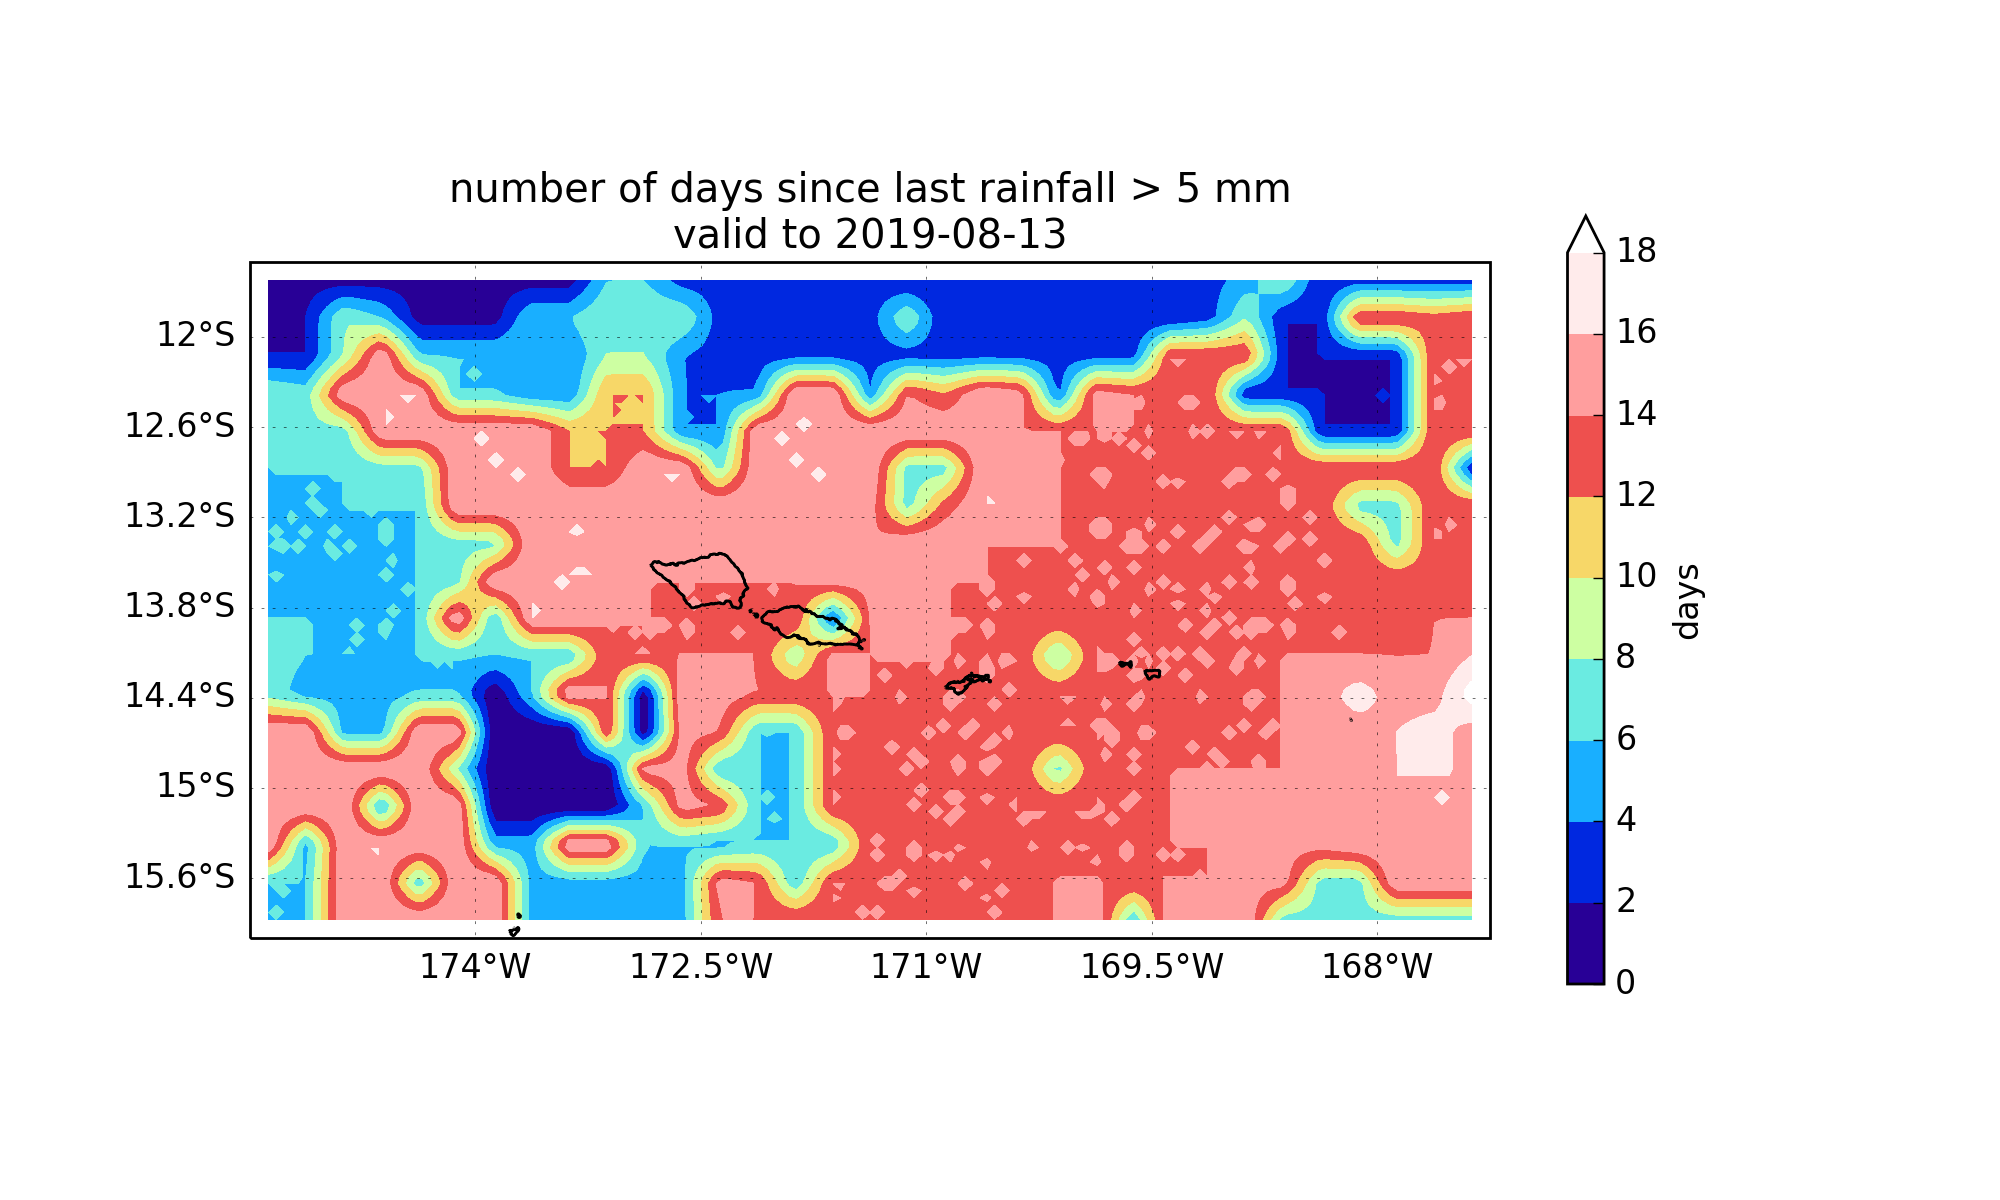 number of days since last rainfall > 5 mm
valid to 2019-08-13
12°S
12.6°S
13.2°S
13.8°S
14.4°S
15°S
15.6°S
174°W
172.5°W
171°W
169.5°W
168°W
18
16
14
12
10
8
6
4
2
0
days